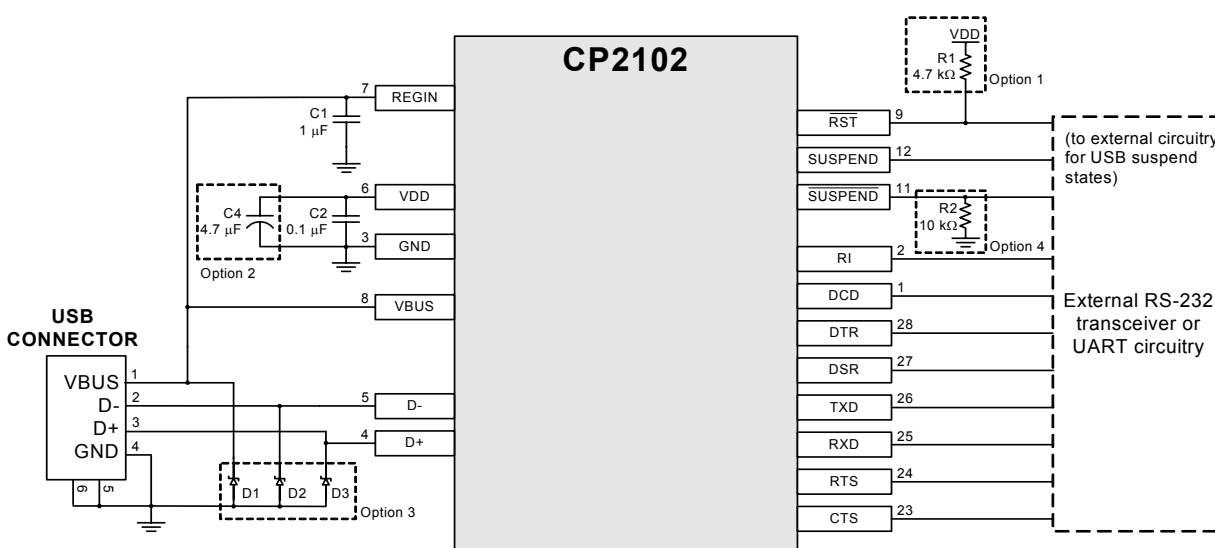 CP2102
VDD
R1
4.7 kΩ
Option 1
7
REGIN
C1
1 μF
6
VDD
C4
4.7 μF
C2
0.1 μF
3
GND
Option 2
8
VBUS
USB
CONNECTOR
VBUS
1
D-
2
D+
3
GND
4
6
5
5
D-
4
D+
D1
D2
D3
Option 3
RST
9
SUSPEND
12
SUSPEND
11
R2
10 kΩ
Option 4
RI
2
DCD
1
DTR
28
DSR
27
TXD
26
RXD
25
RTS
24
CTS
23
(to external circuitry
for USB suspend
states)
External RS-232
transceiver or
UART circuitry